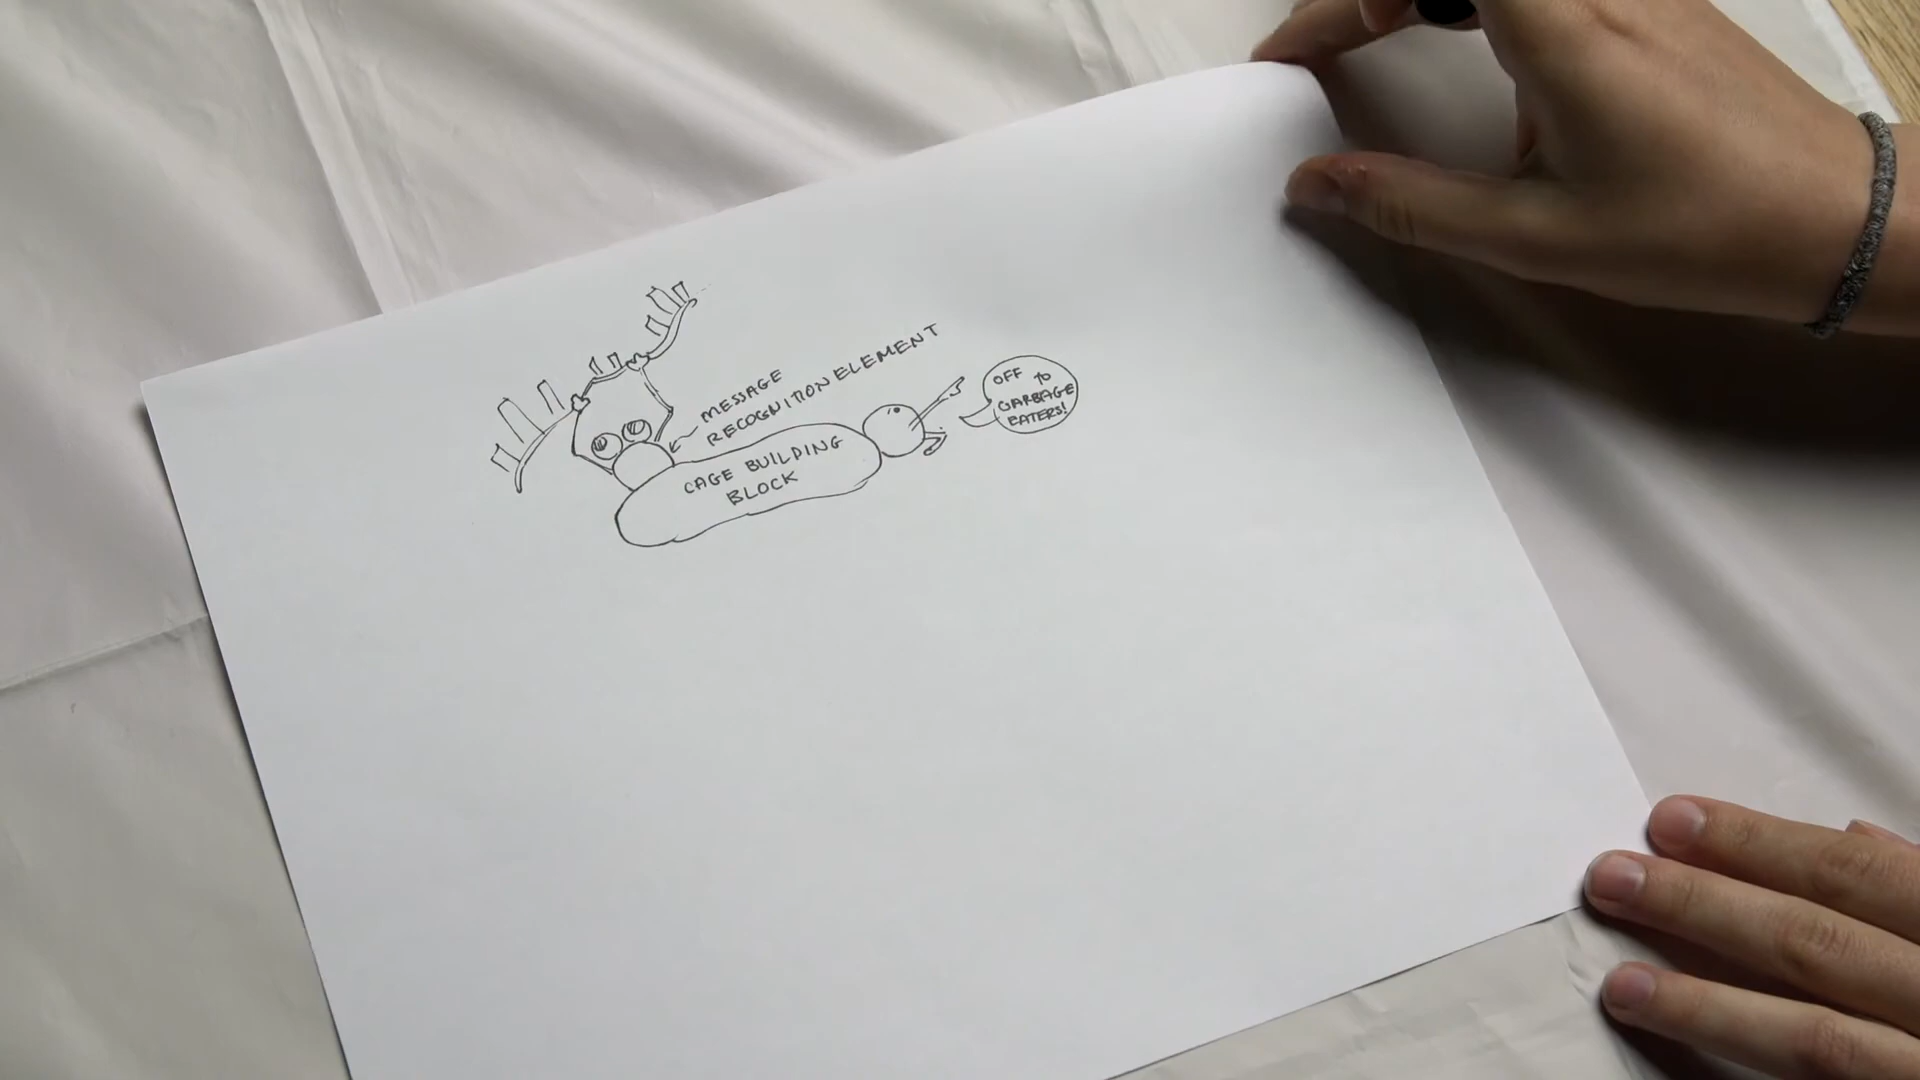 MESSAGE
RECOGNITION ELEMENT
CAGE BUILDING
BLOCK
OFF TO
GARBAGE
EATERS!